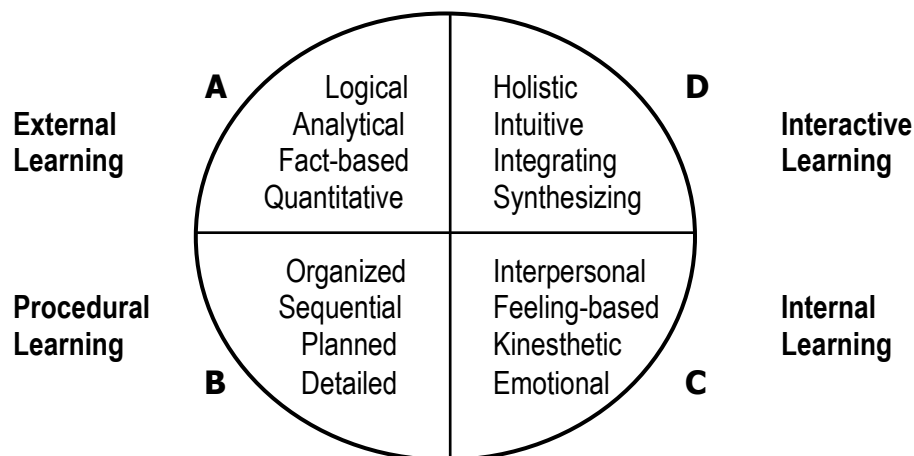 A
Logical
Analytical
Fact-based
Quantitative
External
Learning
D
Holistic
Intuitive
Integrating
Synthesizing
Interactive
Learning
B
Organized
Sequential
Planned
Detailed
Procedural
Learning
C
Interpersonal
Feeling-based
Kinesthetic
Emotional
Internal
Learning